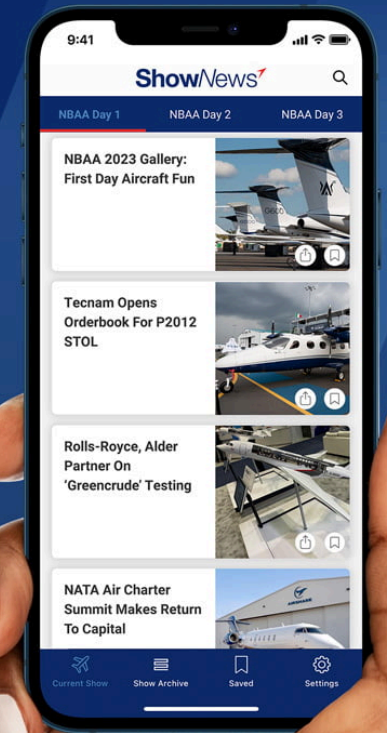 9:41
ShowNews
NBAA Day 1 NBAA Day 2 NBAA Day 3
NBAA 2023 Gallery:
First Day Aircraft Fun
Tecnam Opens
Orderbook For P2012
STOL
Rolls-Royce, Alder
Partner On
‘Greencrude’ Testing
NATA Air Charter
Summit Makes Return
To Capital
AIRSHARE
Current Show Show Archive Saved Settings